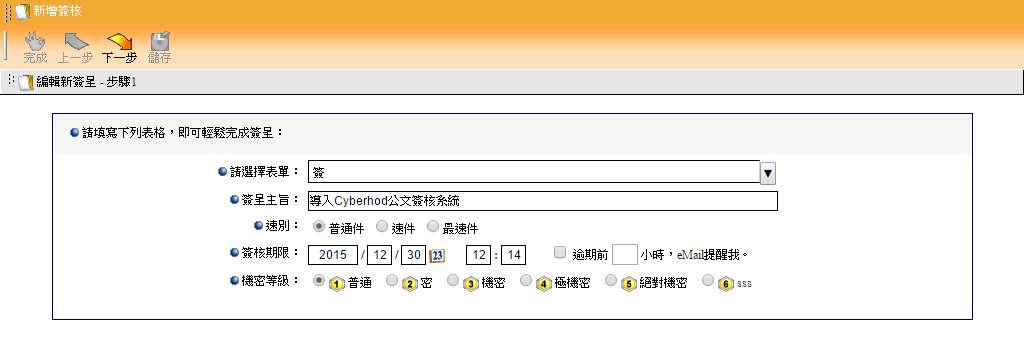 新增簽核
完成 上一步 下一步 儲存
編輯新簽呈 - 步驟1
請填寫下列表格，即可輕鬆完成簽呈：
請選擇表單： 簽
簽呈主旨： 導入Cyberhod公文簽核系統
速別： 普通件 速件 最速件
簽核期限： 2015 / 12 / 30 23 12 : 14 逾期前 小時，eMail提醒我。
機密等級： 1 普通 2 密 3 機密 4 極機密 5 絕對機密 6 sss